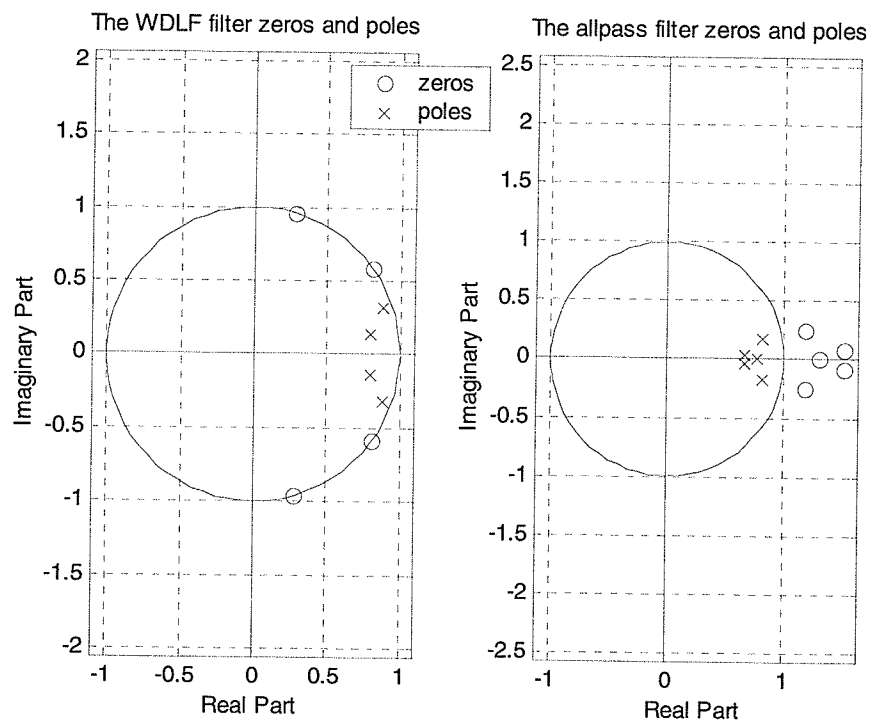 The WDLF filter zeros and poles
2
1.5
1
0.5
0
-0.5
-1
-1.5
-2
-1 -0.5 0 0.5 1
Imaginary Part
Real Part
zeros
poles
The allpass filter zeros and poles
2.5
2
1.5
1
0.5
0
-0.5
-1
-1.5
-2
-2.5
-1 0 1
Imaginary Part
Real Part